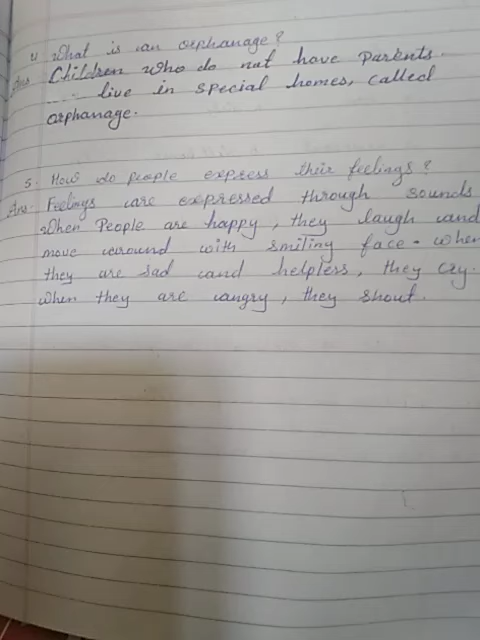 4 What is an orphanage?
Ans Children who do not have Parents.
live in special homes, called
orphanage.
5. How do people express their feelings?
Ans- Feelings are expressed through sounds
when People are happy, they laugh and
move around with smiling face. when
they are sad and helpless, they cry.
when they are angry, they shout.